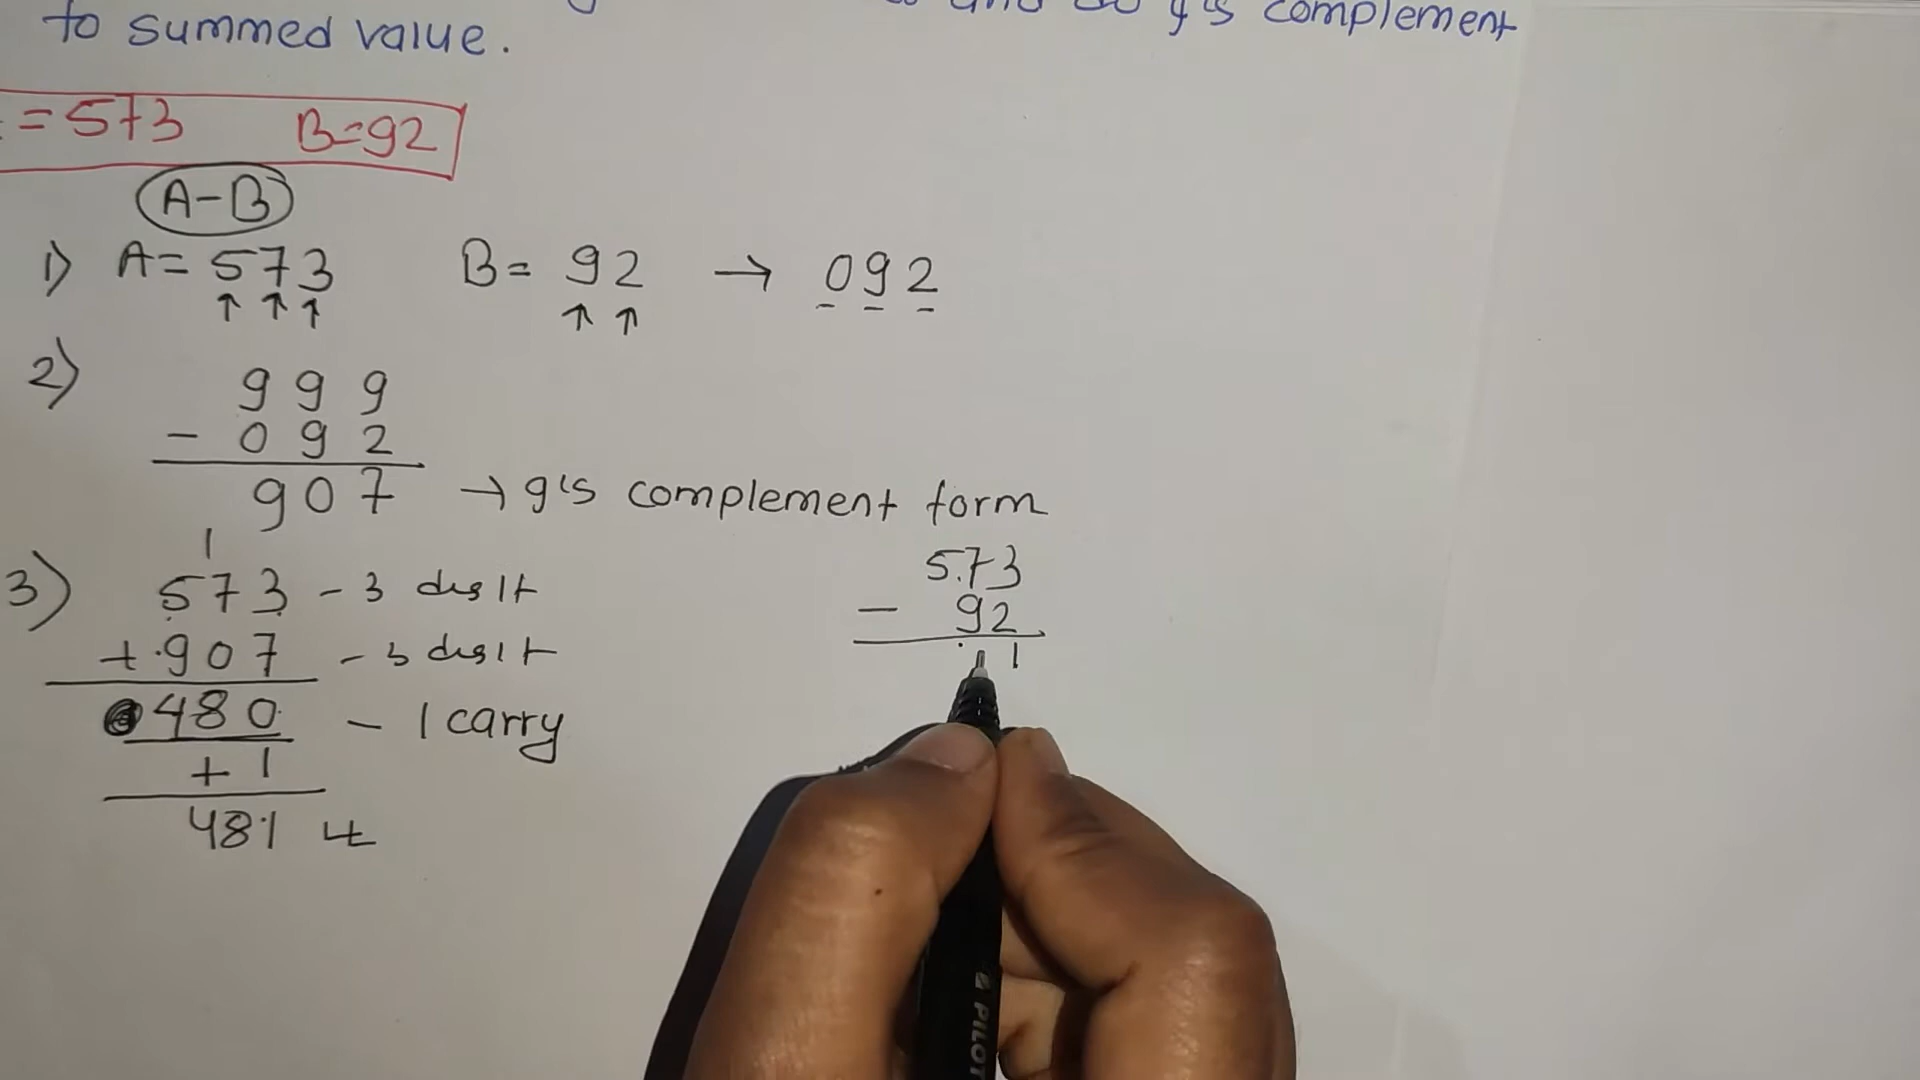 complement
to summed value.
= 573 B=92
A-B
1) A= 573 B= 92 → 092
2) 999
- 092
907 → 9's complement form
1
3) 573 - 3 digit
+ 907 - 3 digit
480 - 1 carry
+ 1
481
573
- 92
1
PILOT